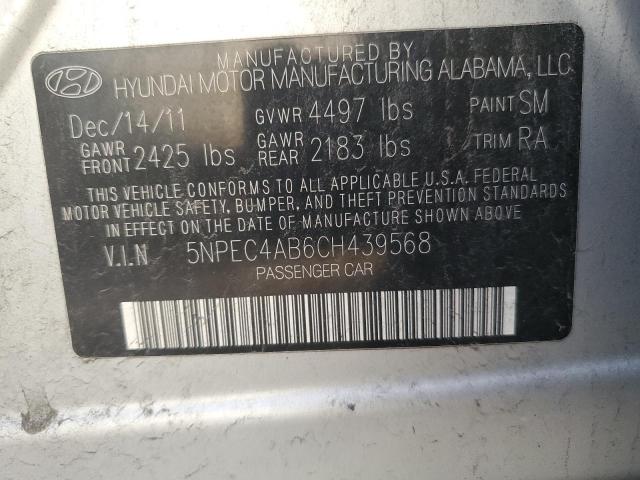 MANUFACTURED BY
HYUNDAI MOTOR MANUFACTURING ALABAMA, LLC
Dec/14/11 GVWR 4497 lbs PAINT SM
GAWR FRONT 2425 lbs GAWR REAR 2183 lbs TRIM RA
THIS VEHICLE CONFORMS TO ALL APPLICABLE U.S.A. FEDERAL
MOTOR VEHICLE SAFETY, BUMPER, AND THEFT PREVENTION STANDARDS
IN EFFECT ON THE DATE OF MANUFACTURE SHOWN ABOVE
V.I.N 5NPEC4AB6CH439568
PASSENGER CAR